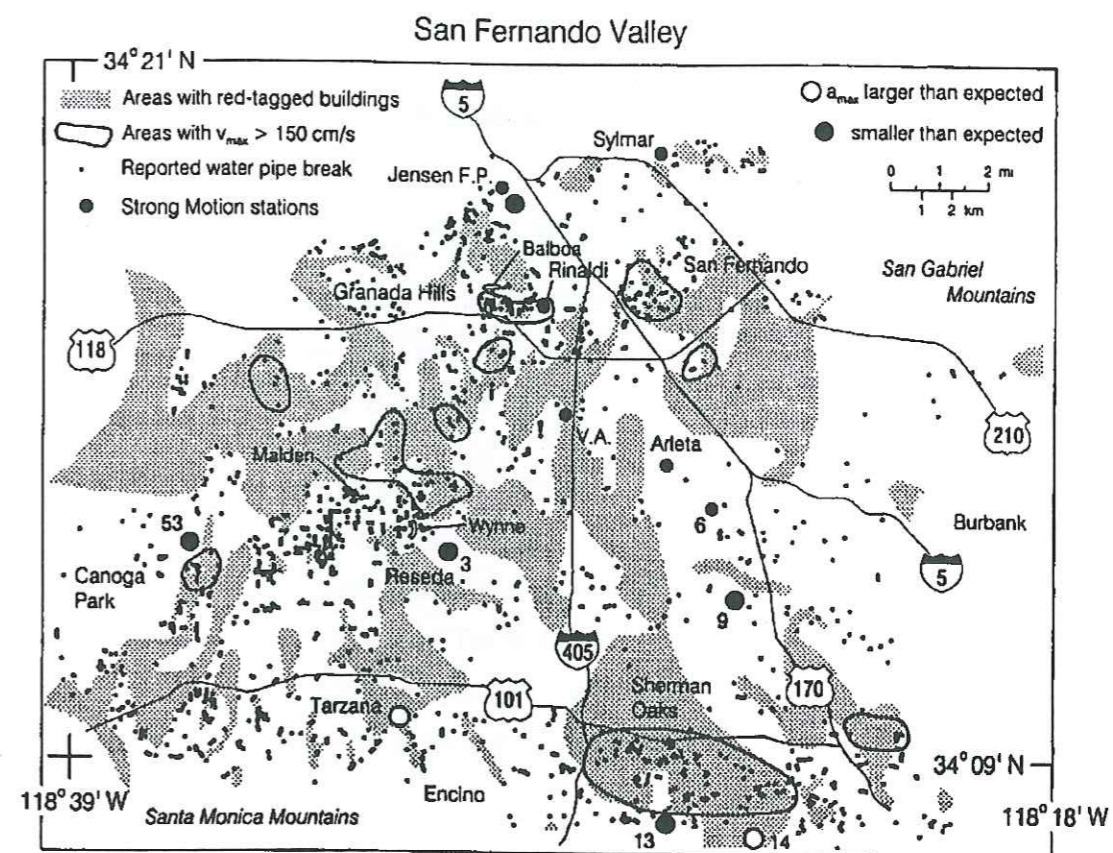 San Fernando Valley
34° 21' N
Areas with red-tagged buildings
Areas with vmax > 150 cm/s
Reported water pipe break
Strong Motion stations
5
amax larger than expected
smaller than expected
0 2 mi
1 2 km
Sylmar
Jensen F.P.
Balboa
Rinaldi
San Fernando
San Gabriel
Mountains
Granada Hills
118
210
V.A.
Arleta
Malden
53
6
Wynne
Burbank
3
Canoga
Park
Reseda
5
9
405
Sherman
Oaks
170
101
Tarzana
34° 09' N
Encino
118° 39' W
118° 18' W
Santa Monica Mountains
13
14